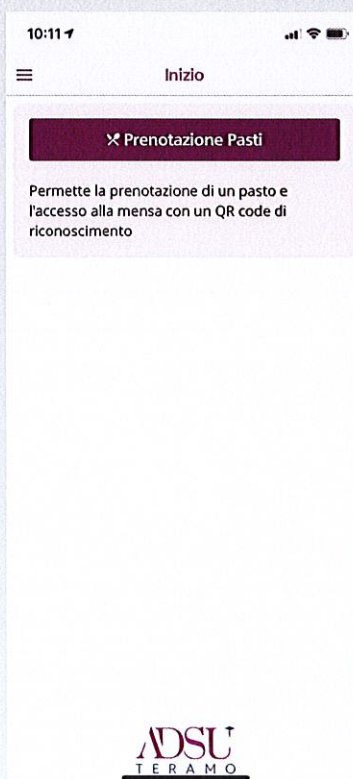 10:11
Inizio
Prenotazione Pasti
Permette la prenotazione di un pasto e
l'accesso alla mensa con un QR code di
riconoscimento
ADSU
TERAMO